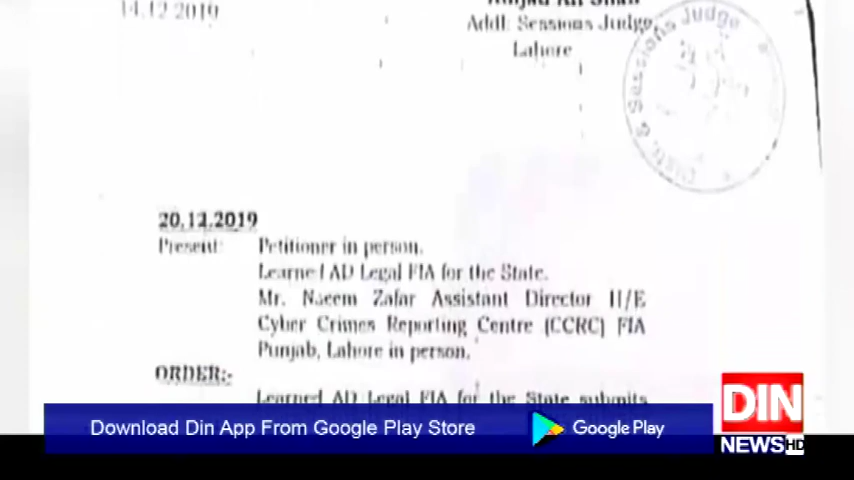 14.12.2019
Addl: Sessions Judge
Lahore
Sessions Judge
20.12.2019
Present: Petitioner in person.
Learned AD Legal FIA for the State.
Mr. Naeem Zafar Assistant Director II/E
Cyber Crimes Reporting Centre (CCRC) FIA
Punjab, Lahore in person.
ORDER:-
Learned AD Legal FIA for the State submits
Download Din App From Google Play Store
Google Play
DIN
NEWS HD